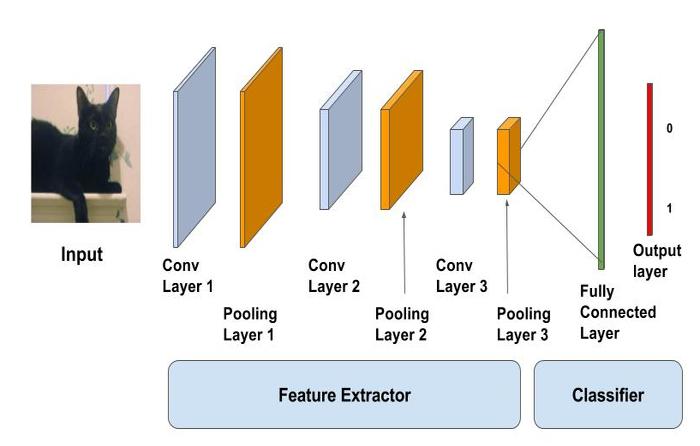 Input
Conv
Layer 1
Pooling
Layer 1
Conv
Layer 2
Pooling
Layer 2
Conv
Layer 3
Pooling
Layer 3
Fully
Connected
Layer
0
1
Output
layer
Feature Extractor
Classifier